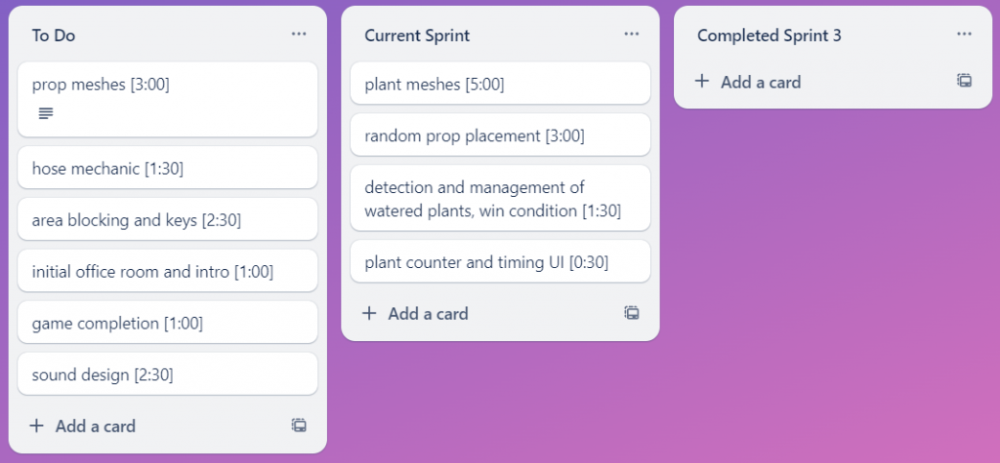 To Do
prop meshes [3:00]
hose mechanic [1:30]
area blocking and keys [2:30]
initial office room and intro [1:00]
game completion [1:00]
sound design [2:30]
Add a card
Current Sprint
plant meshes [5:00]
random prop placement [3:00]
detection and management of
watered plants, win condition [1:30]
plant counter and timing UI [0:30]
Add a card
Completed Sprint 3
Add a card